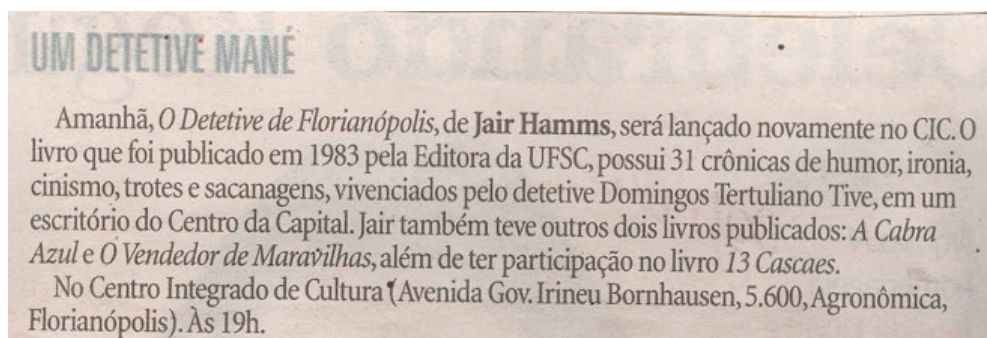 UM DETETIVE MANÉ
Amanhã, O Detetive de Florianópolis, de Jair Hamms, será lançado novamente no CIC. O
livro que foi publicado em 1983 pela Editora da UFSC, possui 31 crônicas de humor, ironia,
cinismo, trotes e sacanagens, vivenciados pelo detetive Domingos Tertuliano Tive, em um
escritório do Centro da Capital. Jair também teve outros dois livros publicados: A Cabra
Azul e O Vendedor de Maravilhas, além de ter participação no livro 13 Cascaes.
No Centro Integrado de Cultura (Avenida Gov. Irineu Bornhausen, 5.600, Agronômica,
Florianópolis). Às 19h.